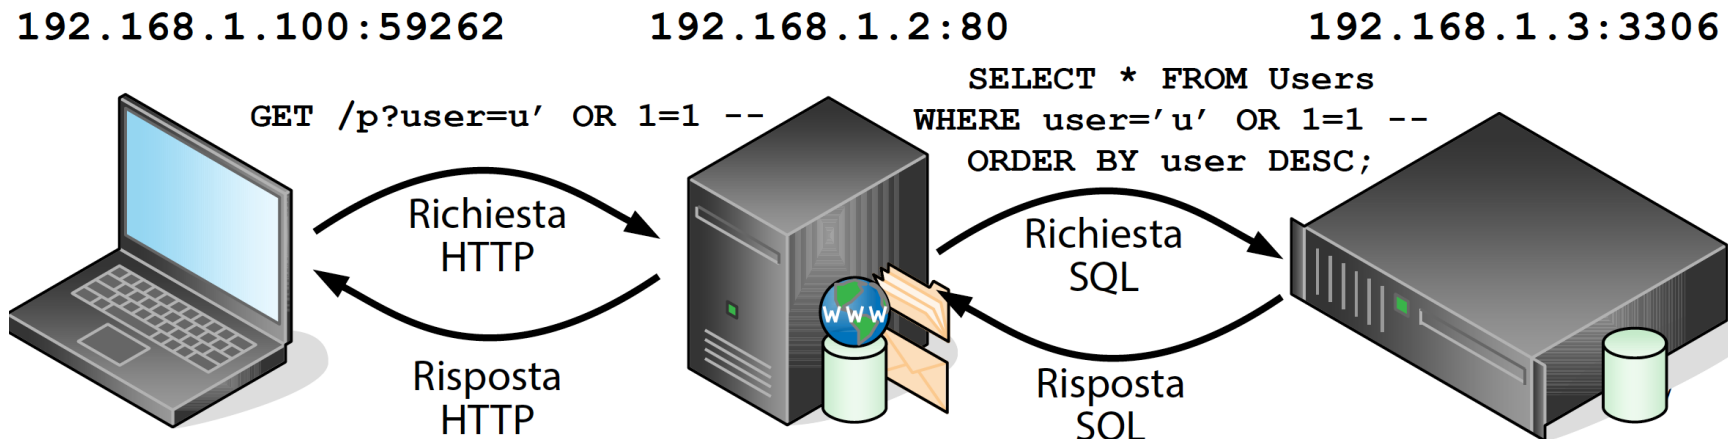 192.168.1.100:59262
192.168.1.2:80
192.168.1.3:3306
GET /p?user=u’ OR 1=1 --
SELECT * FROM Users
WHERE user=’u’ OR 1=1 --
ORDER BY user DESC;
Richiesta
HTTP
Risposta
HTTP
WWW
Richiesta
SQL
Risposta
SQL